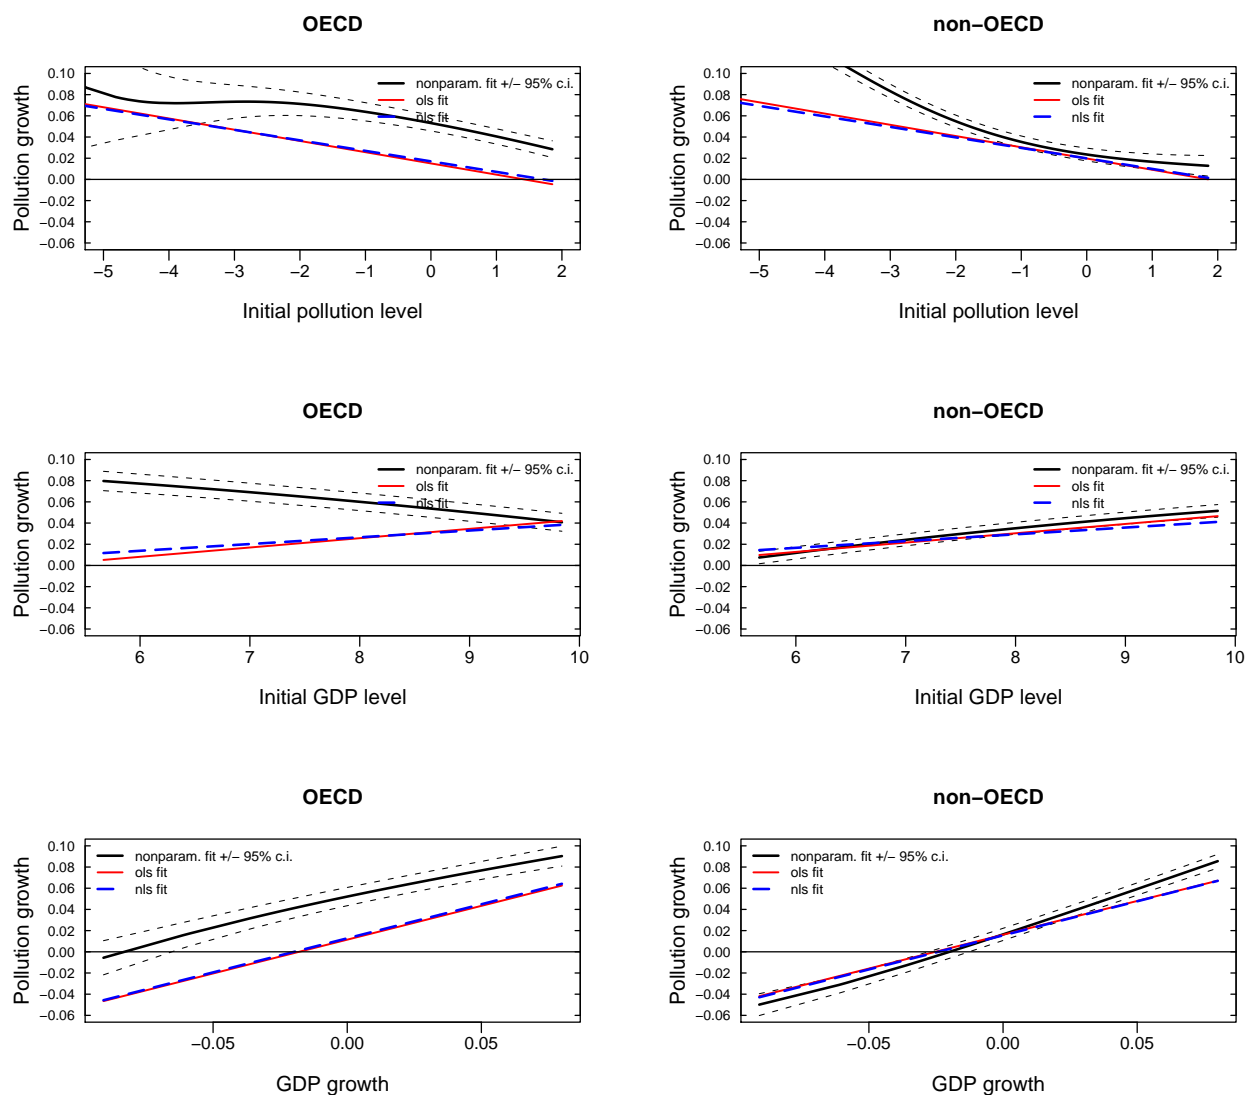 OECD
Pollution growth
0.10
0.08
0.06
0.04
0.02
0.00
−0.02
−0.04
−0.06
nonparam. fit +/− 95% c.i.
ols fit
nls fit
−5 −4 −3 −2 −1 0 1 2
Initial pollution level
non−OECD
Pollution growth
0.10
0.08
0.06
0.04
0.02
0.00
−0.02
−0.04
−0.06
nonparam. fit +/− 95% c.i.
ols fit
nls fit
−5 −4 −3 −2 −1 0 1 2
Initial pollution level
OECD
Pollution growth
0.10
0.08
0.06
0.04
0.02
0.00
−0.02
−0.04
−0.06
nonparam. fit +/− 95% c.i.
ols fit
nls fit
6 7 8 9 10
Initial GDP level
non−OECD
Pollution growth
0.10
0.08
0.06
0.04
0.02
0.00
−0.02
−0.04
−0.06
nonparam. fit +/− 95% c.i.
ols fit
nls fit
6 7 8 9 10
Initial GDP level
OECD
Pollution growth
0.10
0.08
0.06
0.04
0.02
0.00
−0.02
−0.04
−0.06
nonparam. fit +/− 95% c.i.
ols fit
nls fit
−0.05 0.00 0.05
GDP growth
non−OECD
Pollution growth
0.10
0.08
0.06
0.04
0.02
0.00
−0.02
−0.04
−0.06
nonparam. fit +/− 95% c.i.
ols fit
nls fit
−0.05 0.00 0.05
GDP growth